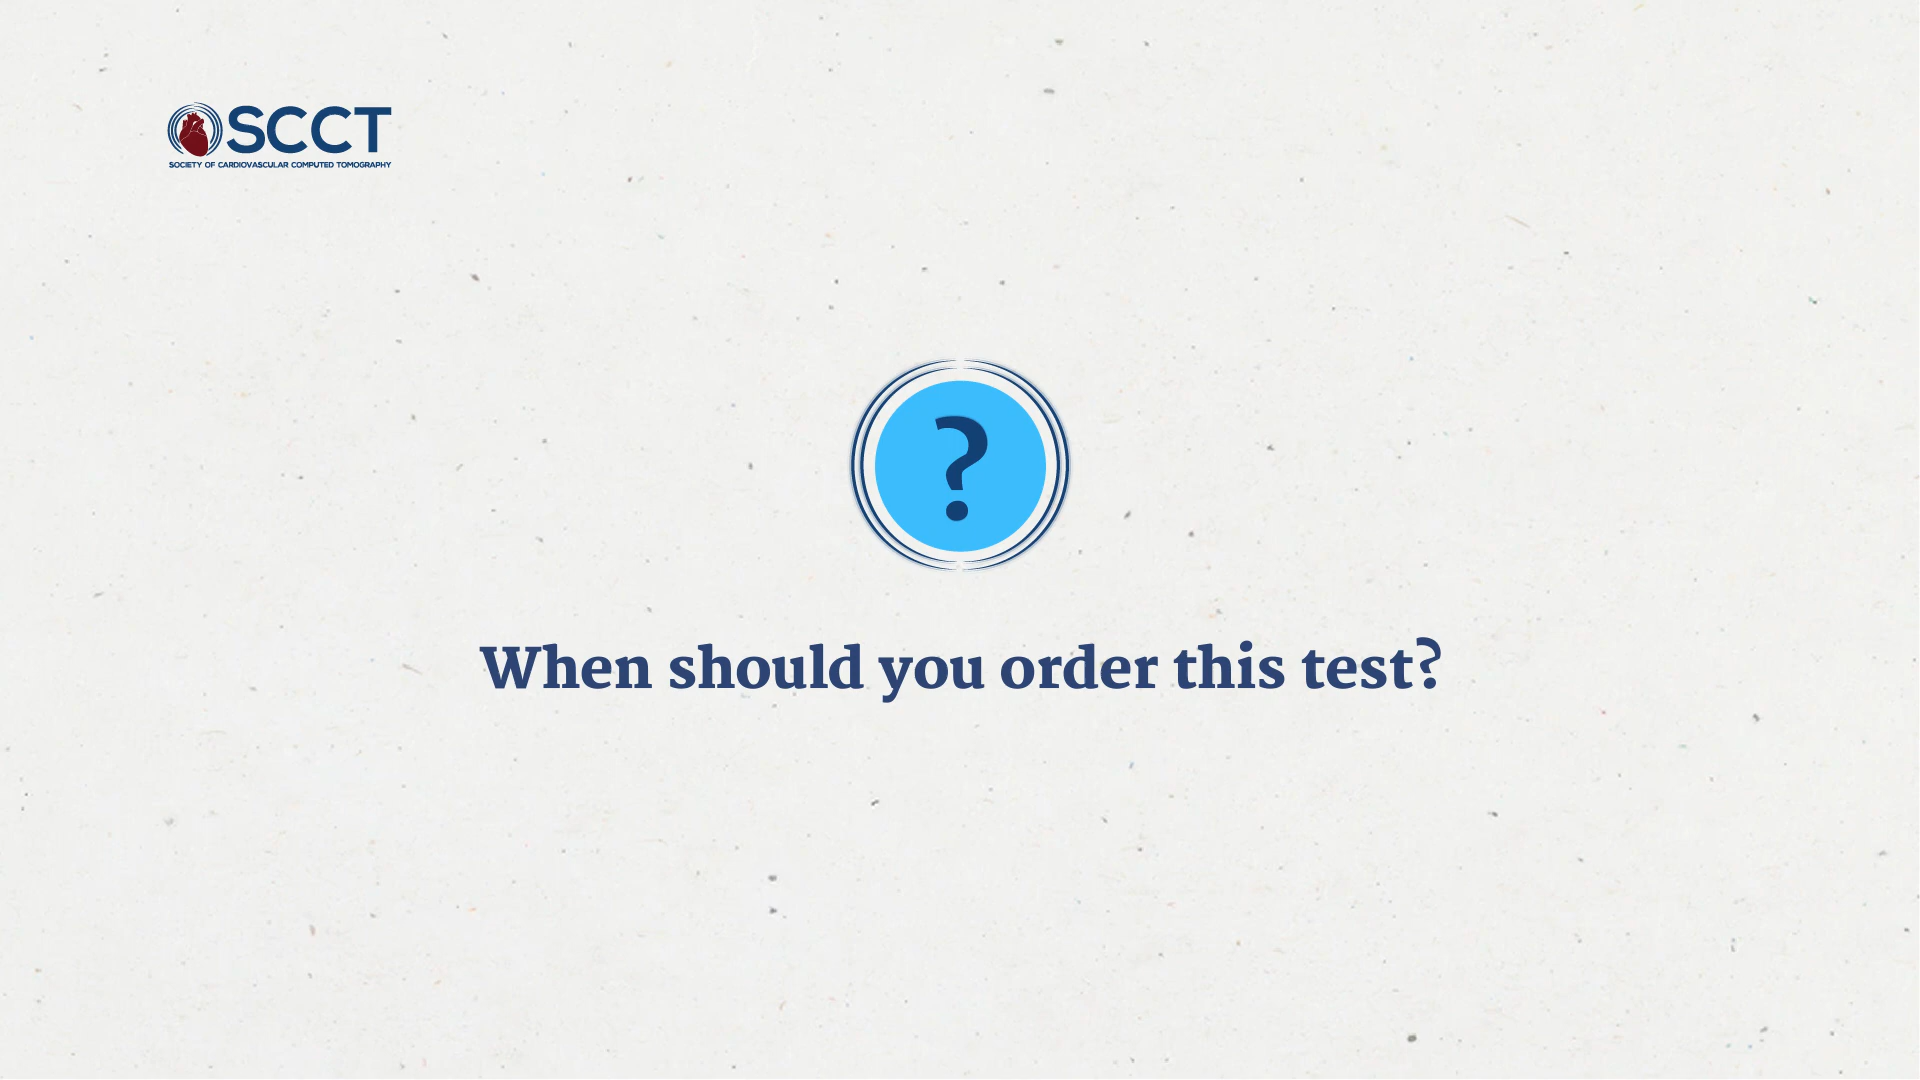 SCCT
SOCIETY OF CARDIOVASCULAR COMPUTED TOMOGRAPHY
?
When should you order this test?